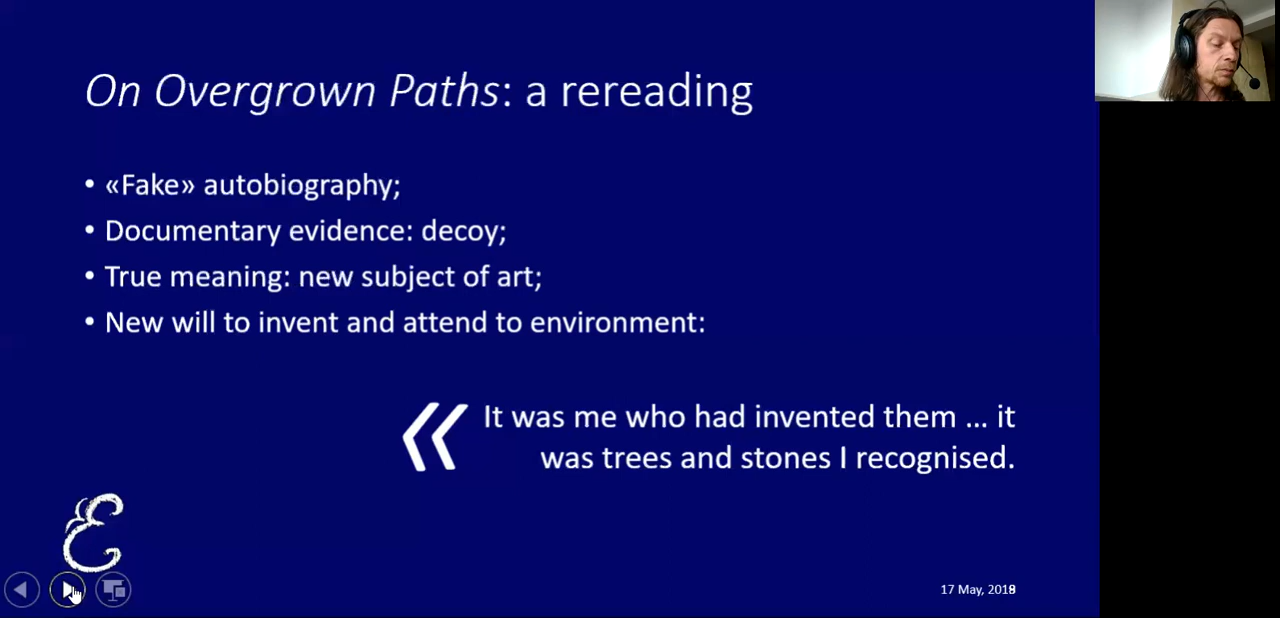 On Overgrown Paths: a rereading
• «Fake» autobiography;
• Documentary evidence: decoy;
• True meaning: new subject of art;
• New will to invent and attend to environment:
« It was me who had invented them ... it
was trees and stones I recognised.
E
17 May,